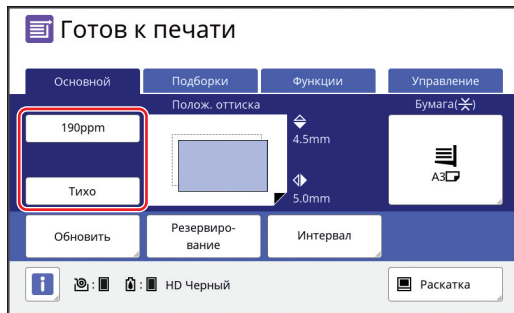 Готов к печати
Основной
Подборки
Функции
Управление
Полож. оттиска
Бумага(
)
190ppm
4.5mm
A3
Тихо
5.0mm
Обновить
Резервиро-
вание
Интервал
i
:
:
HD Черный
Раскатка